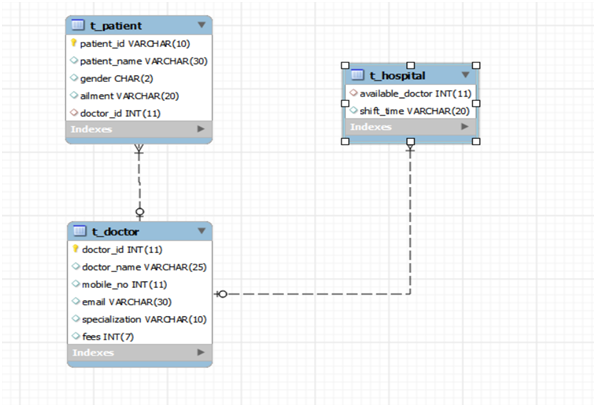 t_patient
patient_id VARCHAR(10)
patient_name VARCHAR(30)
gender CHAR(2)
ailment VARCHAR(20)
doctor_id INT(11)
Indexes
t_hospital
available_doctor INT(11)
shift_time VARCHAR(20)
Indexes
t_doctor
doctor_id INT(11)
doctor_name VARCHAR(25)
mobile_no INT(11)
email VARCHAR(30)
specialization VARCHAR(10)
fees INT(7)
Indexes